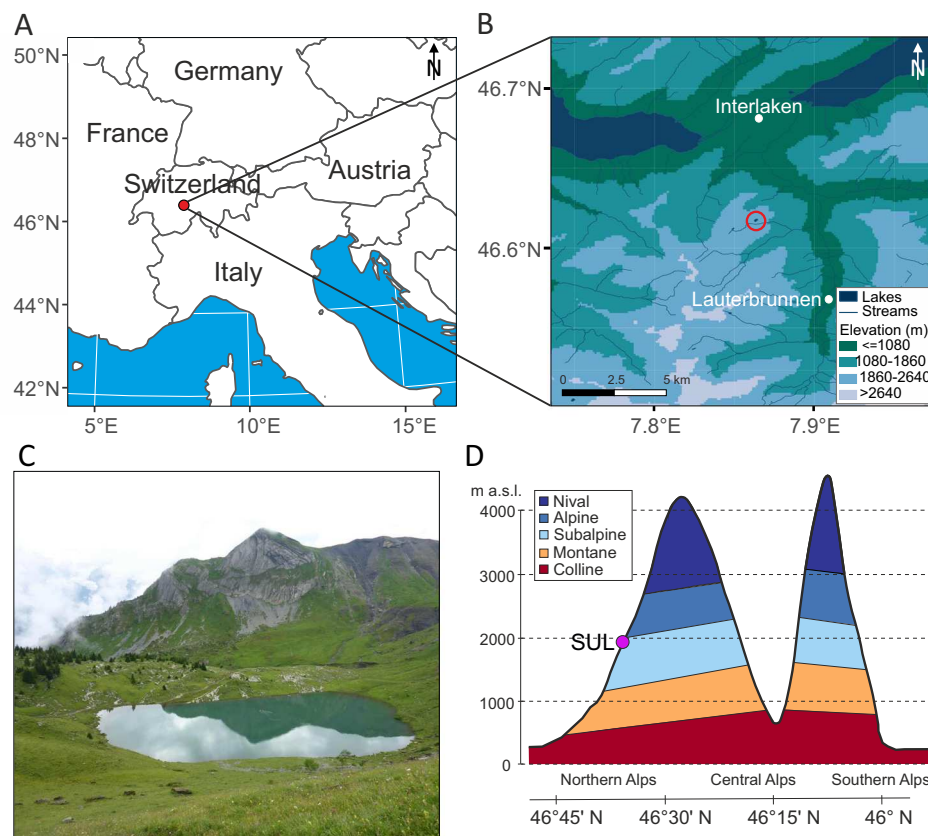 A
50°N
48°N
46°N
44°N
42°N
5°E
10°E
15°E
Germany
France
Switzerland
Austria
Italy
N
B
46.7°N
46.6°N
7.8°E
7.9°E
N
Interlaken
Lauterbrunnen
0 2.5 5 km
Lakes
Streams
Elevation (m)
<=1080
1080-1860
1860-2640
>2640
C
D
m a.s.l.
4000
3000
2000
1000
0
Nival
Alpine
Subalpine
Montane
Colline
SUL
Northern Alps Central Alps Southern Alps
46°45' N 46°30' N 46°15' N 46° N